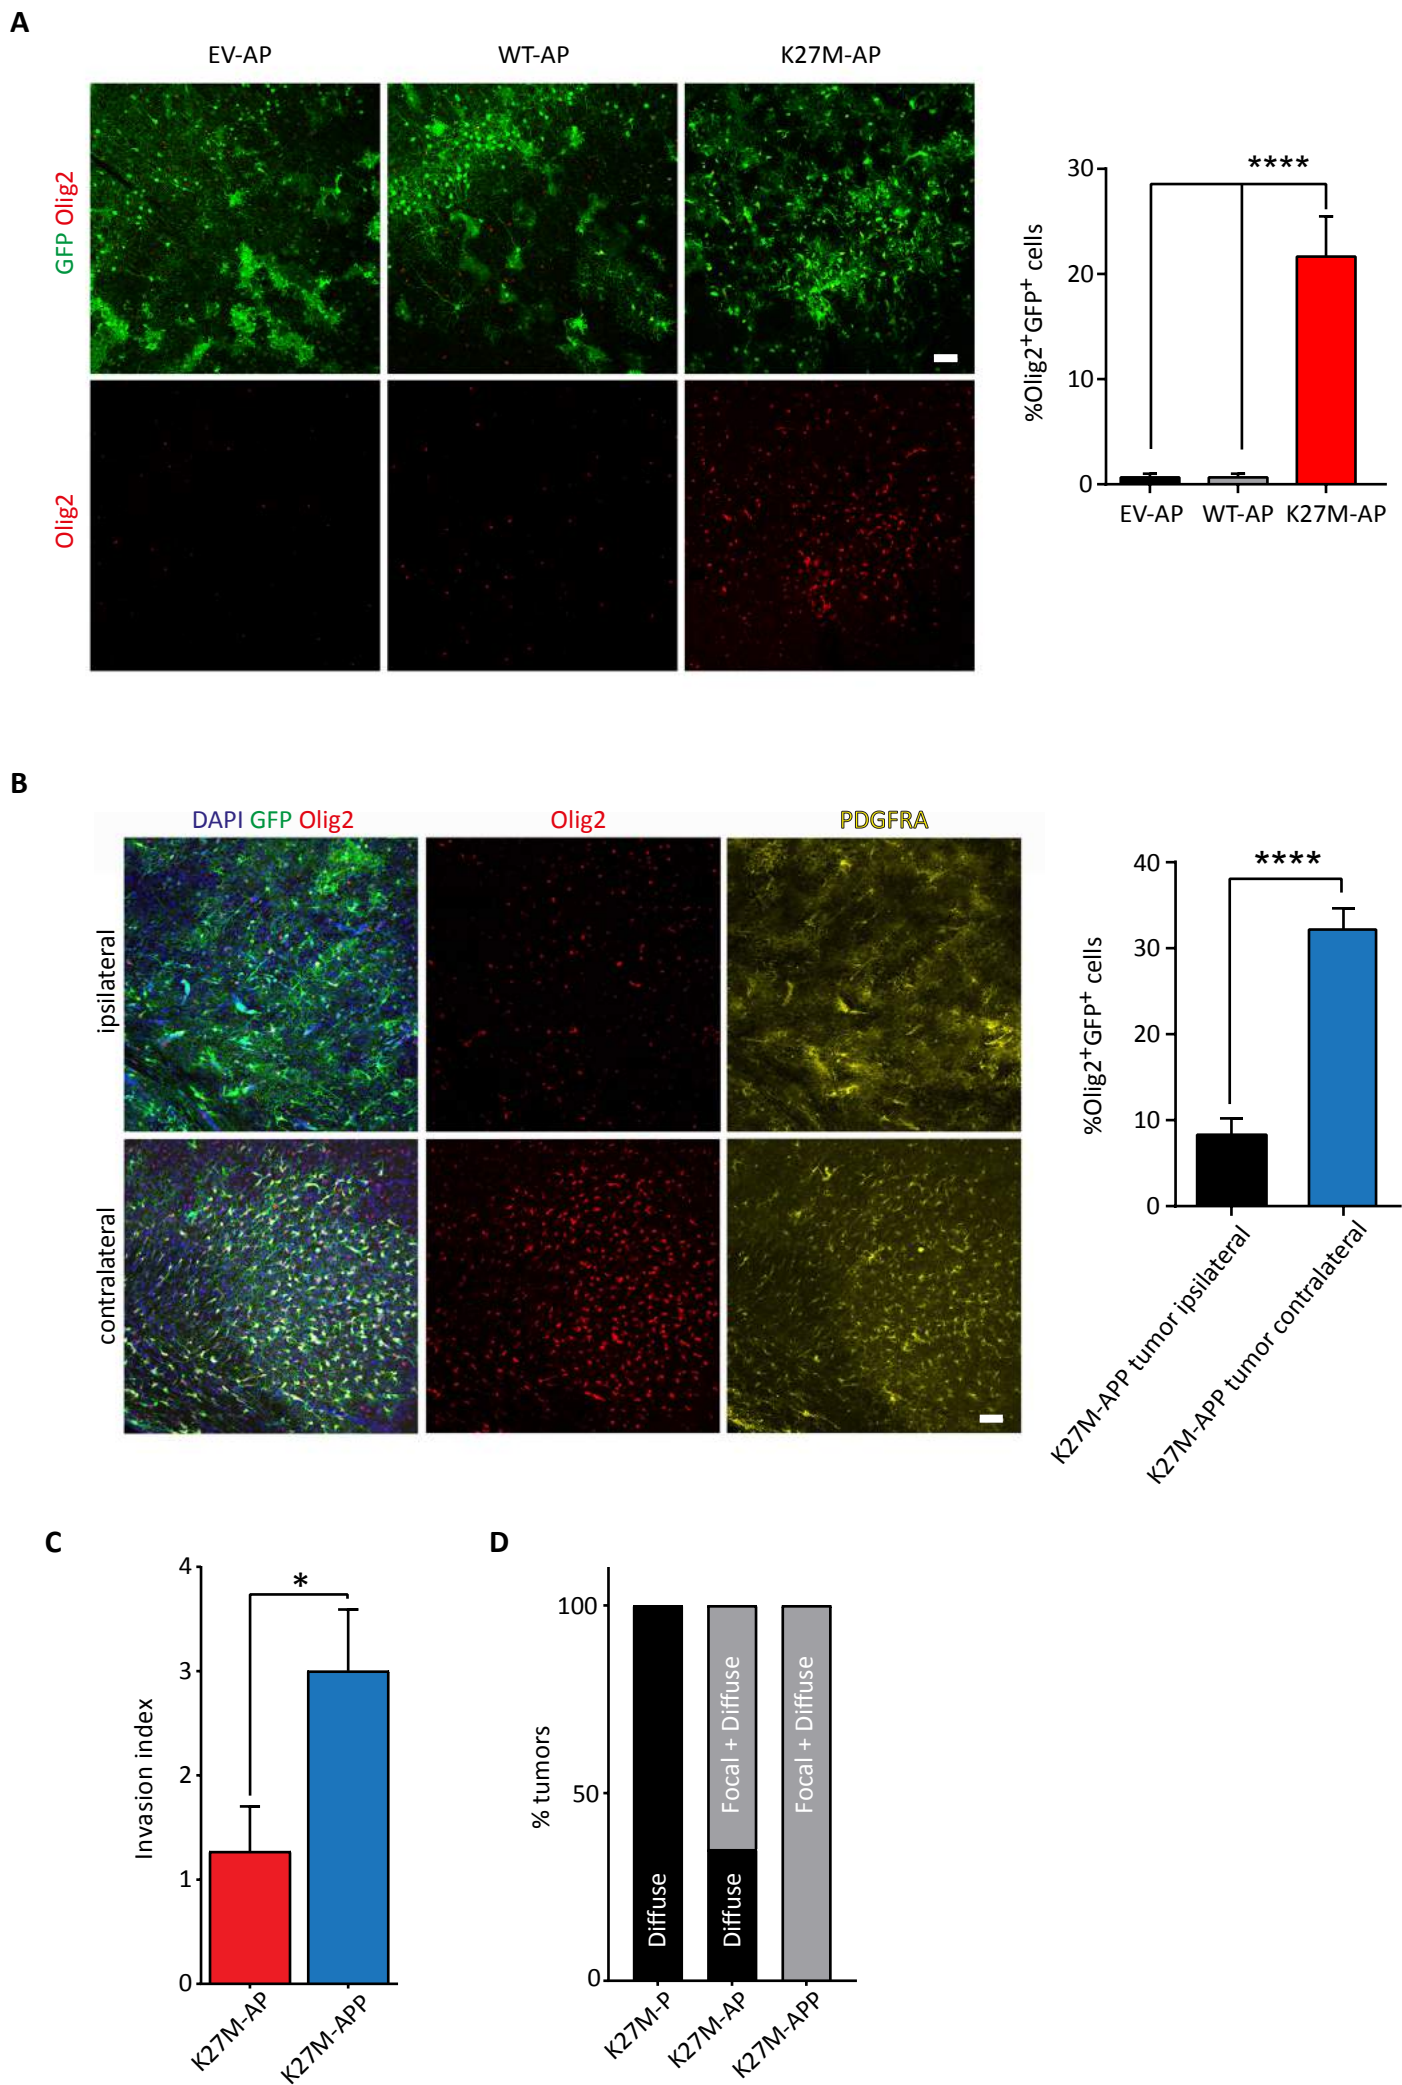 A
EV-AP WT-AP K27M-AP
GFP Olig2
Olig2
****
%Olig2⁺GFP⁺ cells
30
20
10
0
EV-AP WT-AP K27M-AP
B
DAPI GFP Olig2 Olig2 PDGFRA
ipsilateral
contralateral
****
%Olig2⁺GFP⁺ cells
40
30
20
10
0
K27M-APP tumor ipsilateral
K27M-APP tumor contralateral
C
*
Invasion index
4
3
2
1
0
K27M-AP
K27M-APP
D
% tumors
100
50
0
Diffuse
Focal + Diffuse
Diffuse
Focal + Diffuse
K27M-P
K27M-AP
K27M-APP